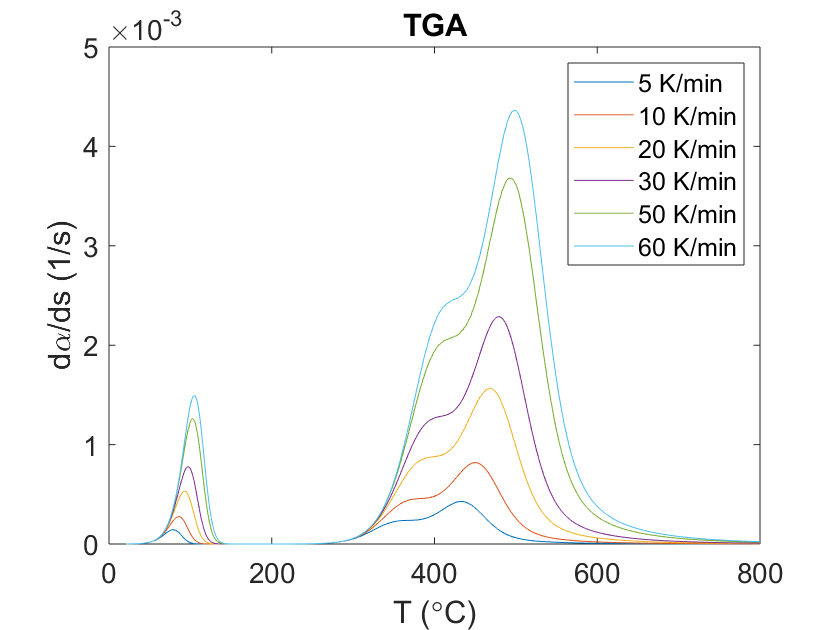 TGA
×10⁻³
5
4
3
2
1
0
dα/ds (1/s)
5 K/min
10 K/min
20 K/min
30 K/min
50 K/min
60 K/min
0 200 400 600 800
T (°C)